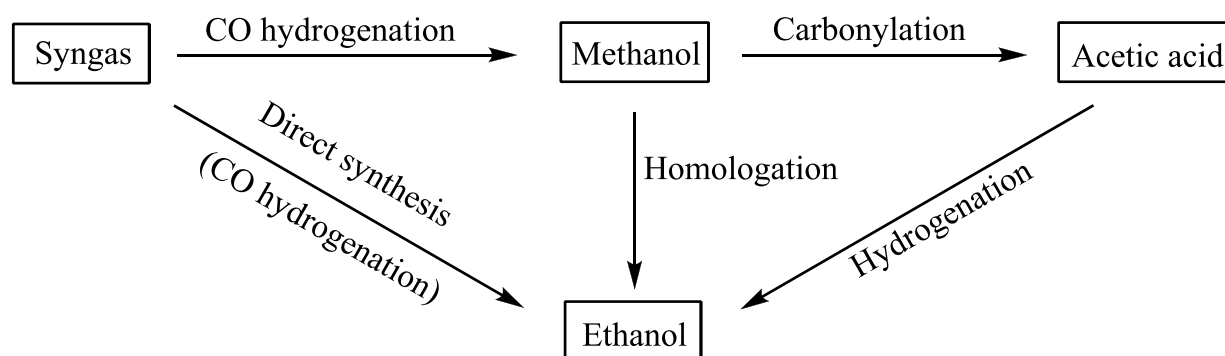 CO hydrogenation
Carbonylation
Syngas
Methanol
Acetic acid
Direct synthesis
(CO hydrogenation)
Homologation
Hydrogenation
Ethanol